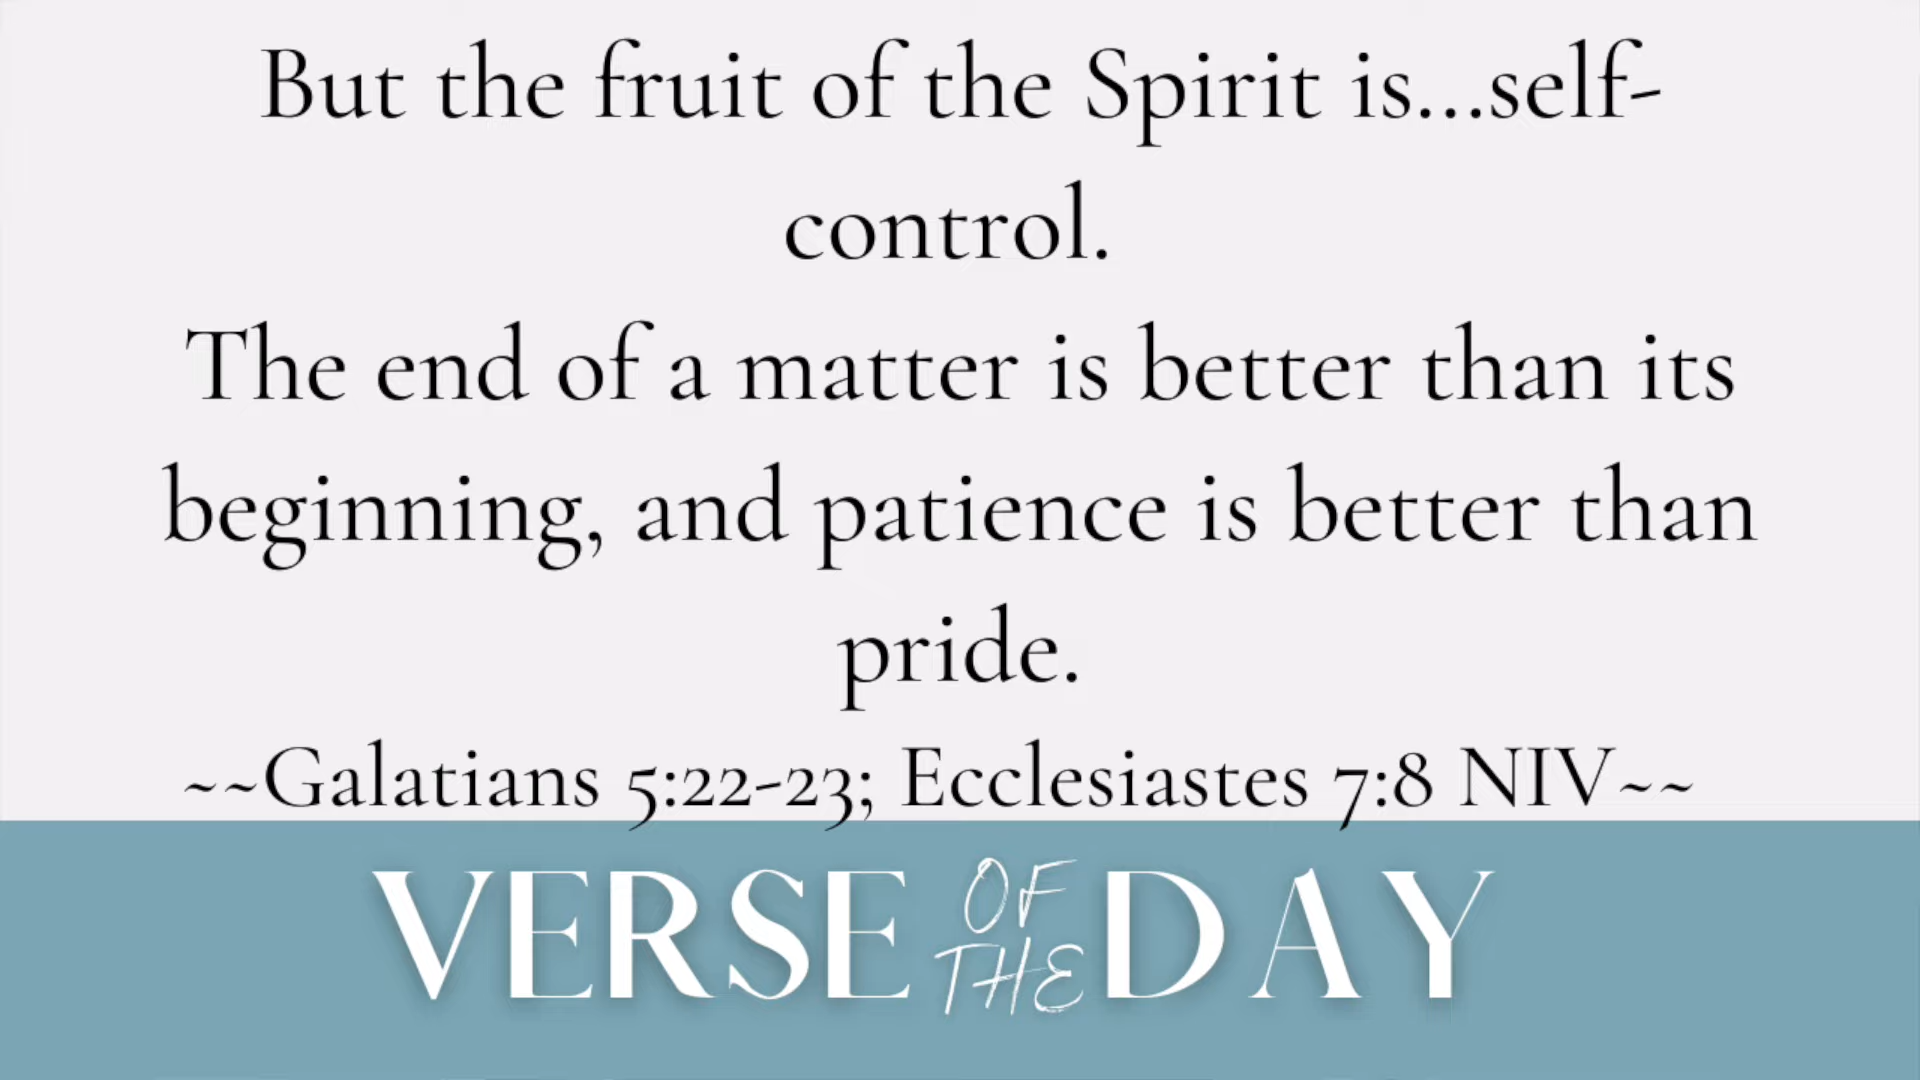 But the fruit of the Spirit is...self-
control.
The end of a matter is better than its
beginning, and patience is better than
pride.
~~Galatians 5:22-23; Ecclesiastes 7:8 NIV~~
VERSE OF THE DAY